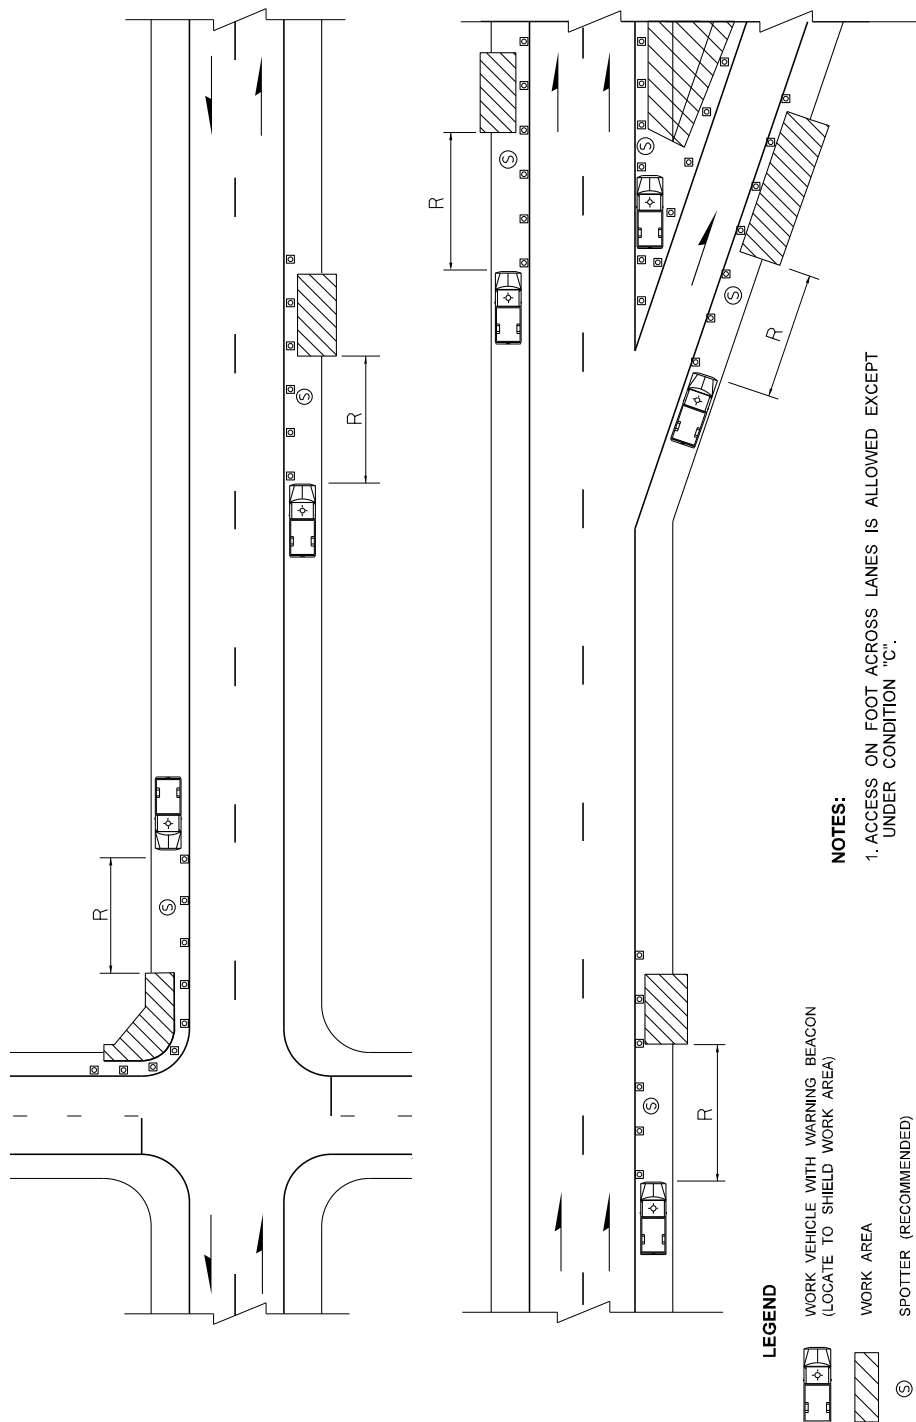 R
R
R
R
R
S
S
S
S
S
S
NOTES:
1. ACCESS ON FOOT ACROSS LANES IS ALLOWED EXCEPT
UNDER CONDITION "C".
LEGEND
WORK VEHICLE WITH WARNING BEACON
(LOCATE TO SHIELD WORK AREA)
WORK AREA
S SPOTTER (RECOMMENDED)